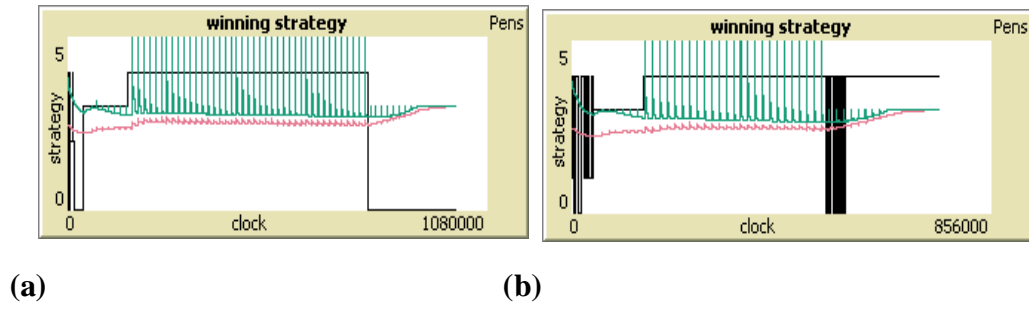 winning strategy Pens
5
strategy
0
0 clock 1080000
(a)
winning strategy Pens
5
strategy
0
0 clock 856000
(b)